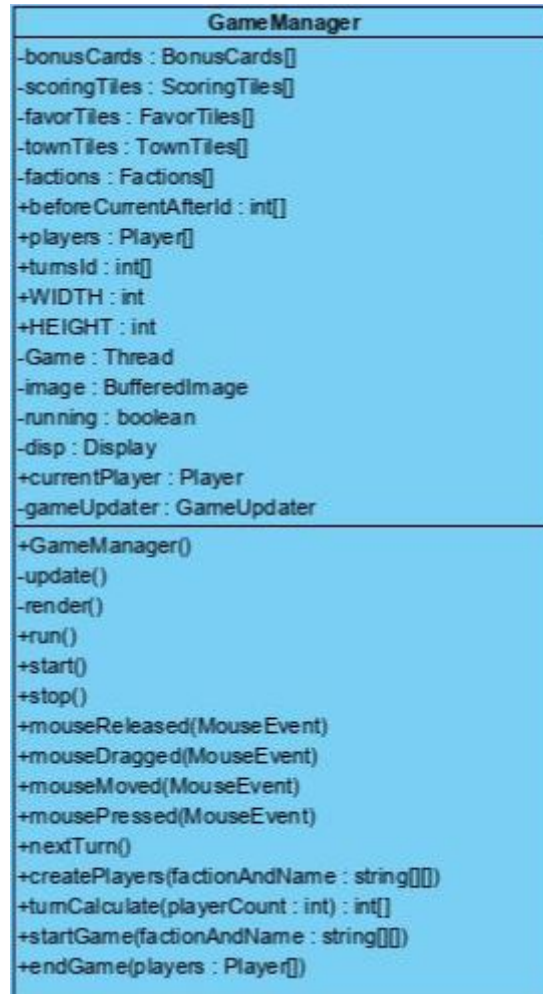 GameManager
-bonusCards : BonusCards[]
-scoringTiles : ScoringTiles[]
-favorTiles : FavorTiles[]
-townTiles : TownTiles[]
-factions : Factions[]
+beforeCurrentAfterId : int[]
+players : Player[]
+turnsId : int[]
+WIDTH : int
+HEIGHT : int
-Game : Thread
-image : BufferedImage
-running : boolean
-disp : Display
+currentPlayer : Player
-gameUpdater : GameUpdater
+GameManager()
-update()
-render()
+run()
+start()
+stop()
+mouseReleased(MouseEvent)
+mouseDragged(MouseEvent)
+mouseMoved(MouseEvent)
+mousePressed(MouseEvent)
+nextTurn()
+createPlayers(factionAndName : string[][])
+turnCalculate(playerCount : int) : int[]
+startGame(factionAndName : string[][])
+endGame(players : Player[])